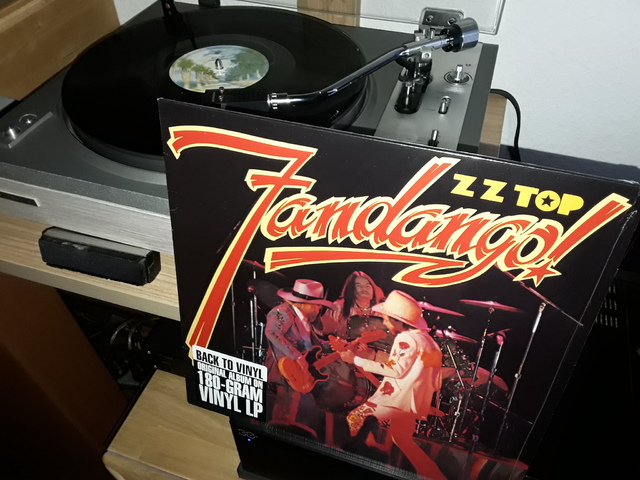 ZZ TOP
Fandango!
BACK TO VINYL
ORIGINAL ALBUM ON
180-GRAM
VINYL LP